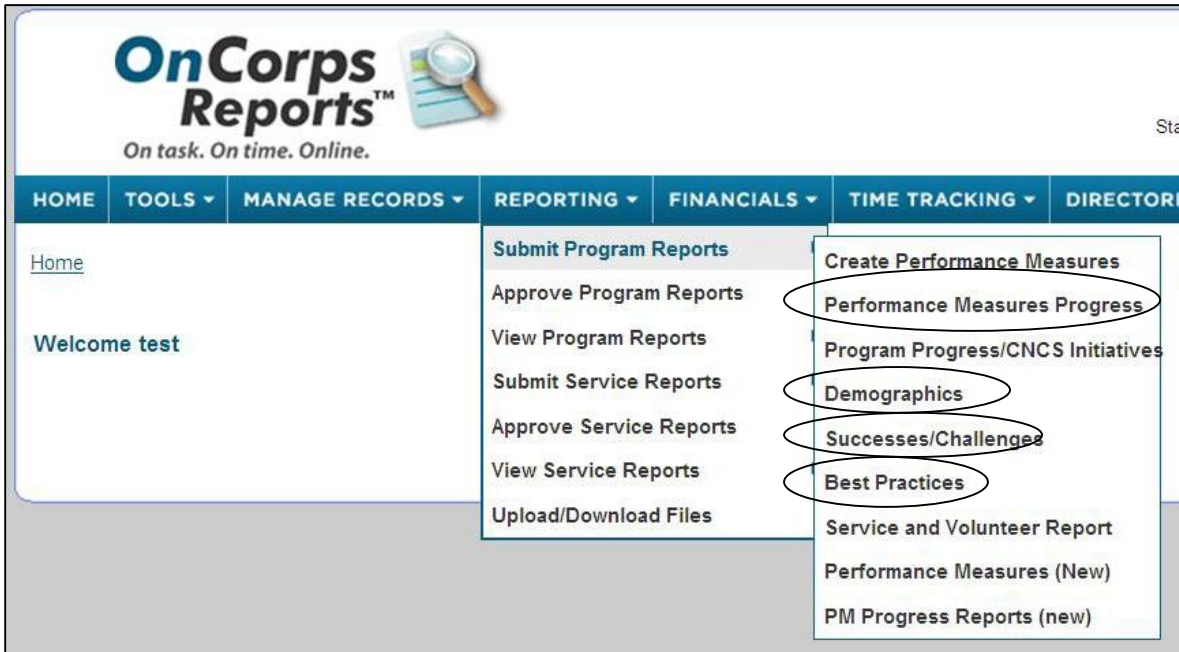 OnCorps
Reports™
On task. On time. Online.
Sta
HOME TOOLS MANAGE RECORDS REPORTING FINANCIALS TIME TRACKING DIRECTORI
Home
Welcome test
Submit Program Reports
Approve Program Reports
View Program Reports
Submit Service Reports
Approve Service Reports
View Service Reports
Upload/Download Files
Create Performance Measures
Performance Measures Progress
Program Progress/CNCS Initiatives
Demographics
Successes/Challenges
Best Practices
Service and Volunteer Report
Performance Measures (New)
PM Progress Reports (new)